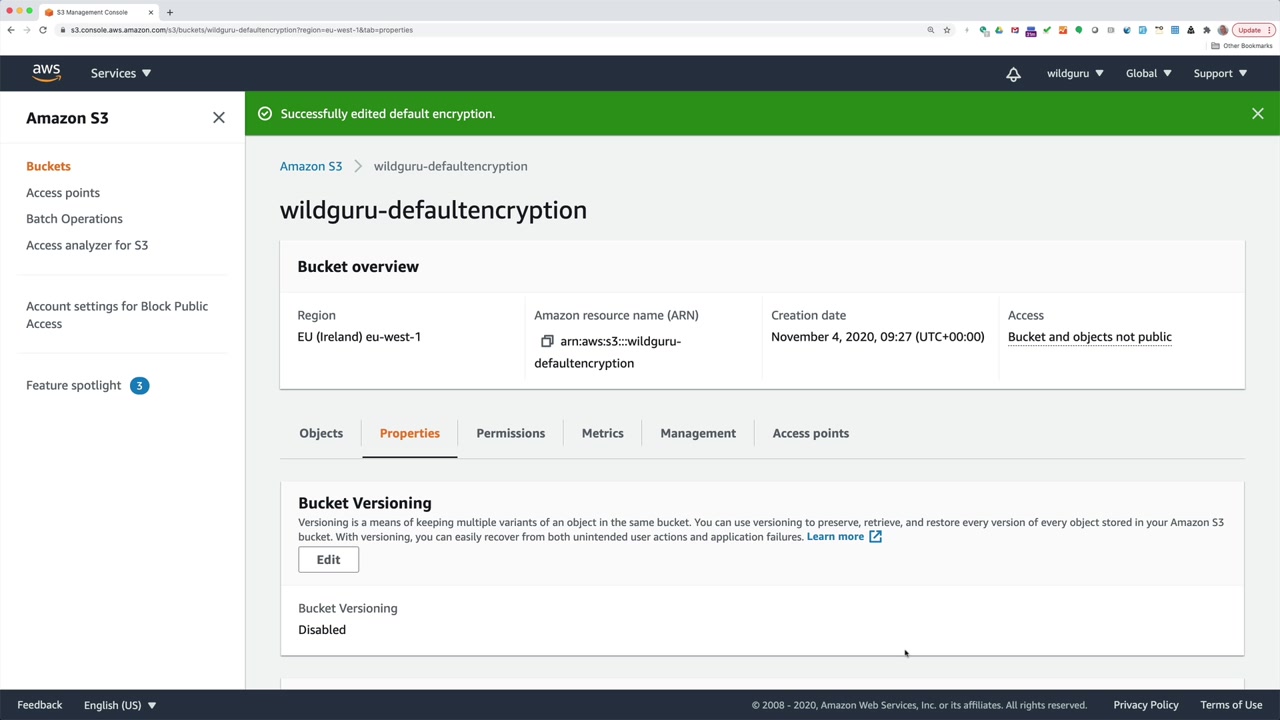 S3 Management Console
s3.console.aws.amazon.com/s3/buckets/wildguru-defaultencryption?region=eu-west-1&tab=properties
Update
Other Bookmarks
aws
Services
wildguru
Global
Support
Amazon S3
Buckets
Access points
Batch Operations
Access analyzer for S3
Account settings for Block Public
Access
Feature spotlight 3
Successfully edited default encryption.
Amazon S3
wildguru-defaultencryption
wildguru-defaultencryption
Bucket overview
Region
EU (Ireland) eu-west-1
Amazon resource name (ARN)
arn:aws:s3:::wildguru-
defaultencryption
Creation date
November 4, 2020, 09:27 (UTC+00:00)
Access
Bucket and objects not public
Objects
Properties
Permissions
Metrics
Management
Access points
Bucket Versioning
Versioning is a means of keeping multiple variants of an object in the same bucket. You can use versioning to preserve, retrieve, and restore every version of every object stored in your Amazon S3
bucket. With versioning, you can easily recover from both unintended user actions and application failures. Learn more
Edit
Bucket Versioning
Disabled
Feedback
English (US)
© 2008 - 2020, Amazon Web Services, Inc. or its affiliates. All rights reserved.
Privacy Policy
Terms of Use